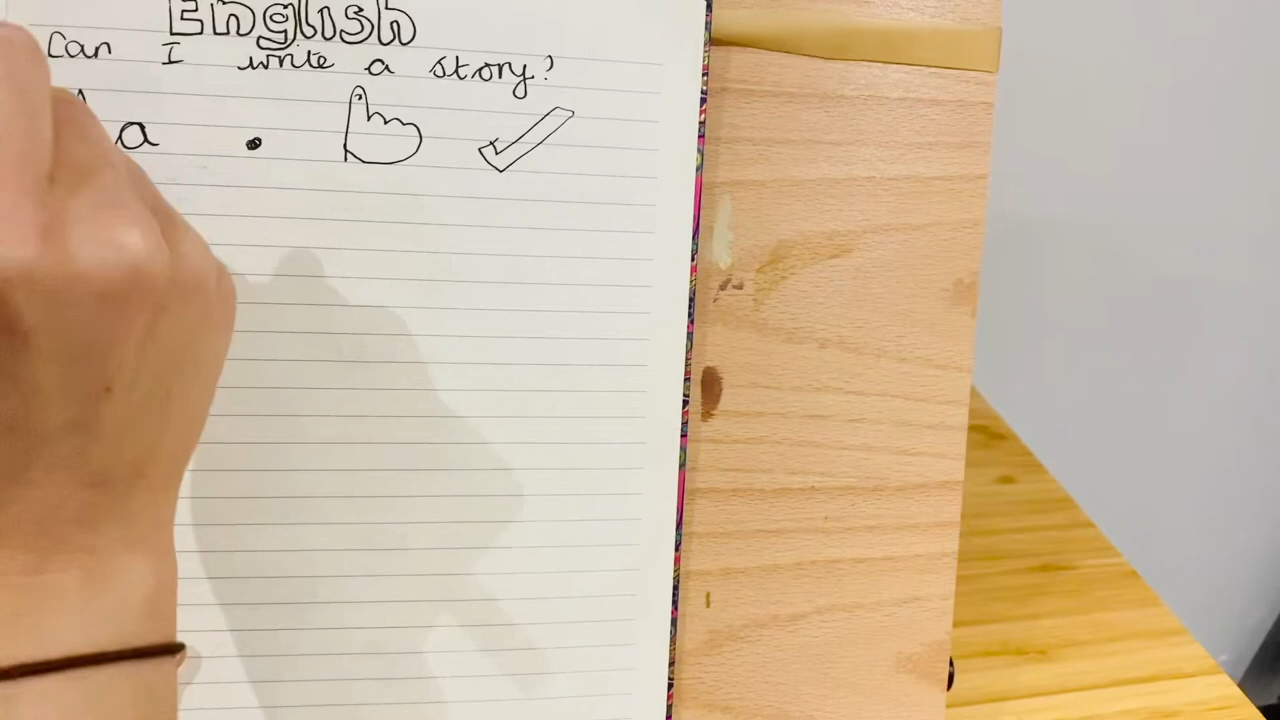 English
Can I write a story?
a .